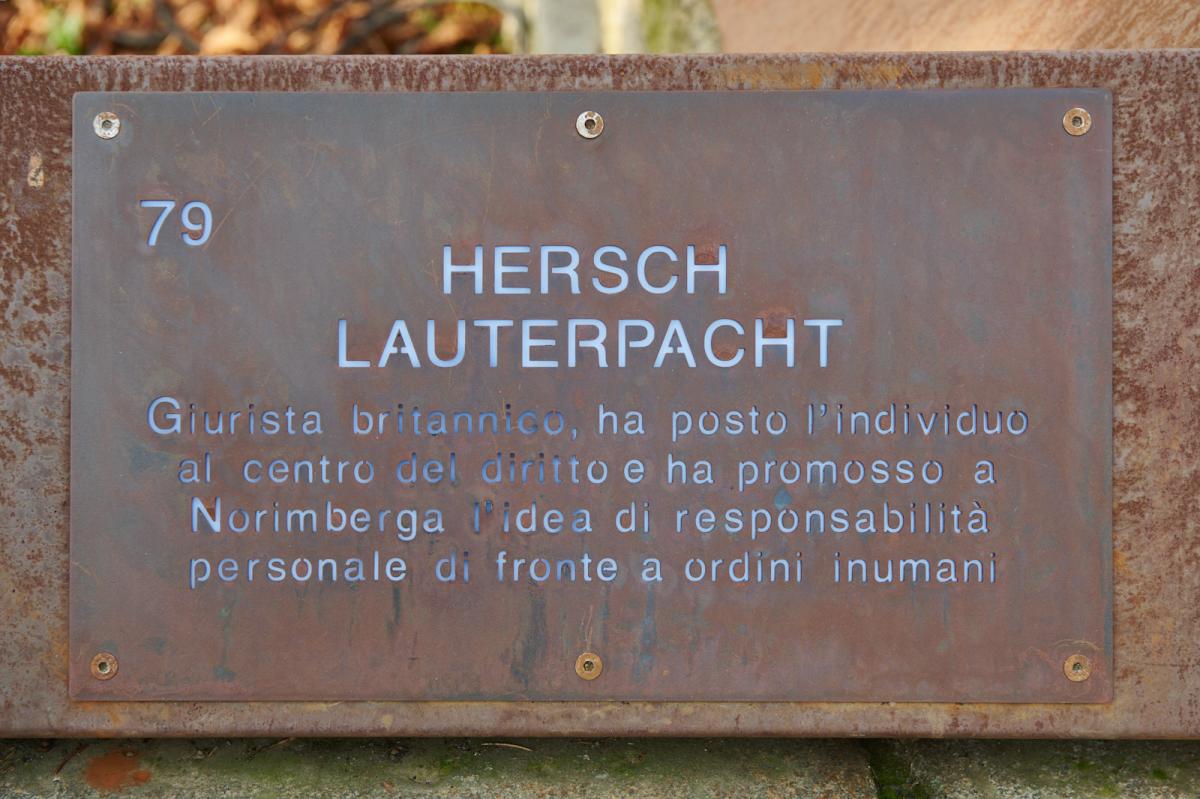 79
HERSCH
LAUTERPACHT
Giurista britannico, ha posto l'individuo
al centro del diritto e ha promosso a
Norimberga l'idea di responsabilità
personale di fronte a ordini inumani